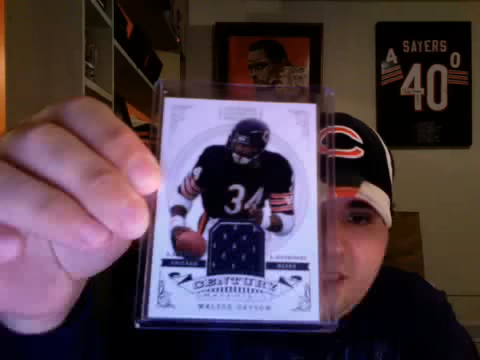 SAYERS
A 40 O
34
CHICAGO BEARS
CENTURY
WALTER PAYTON